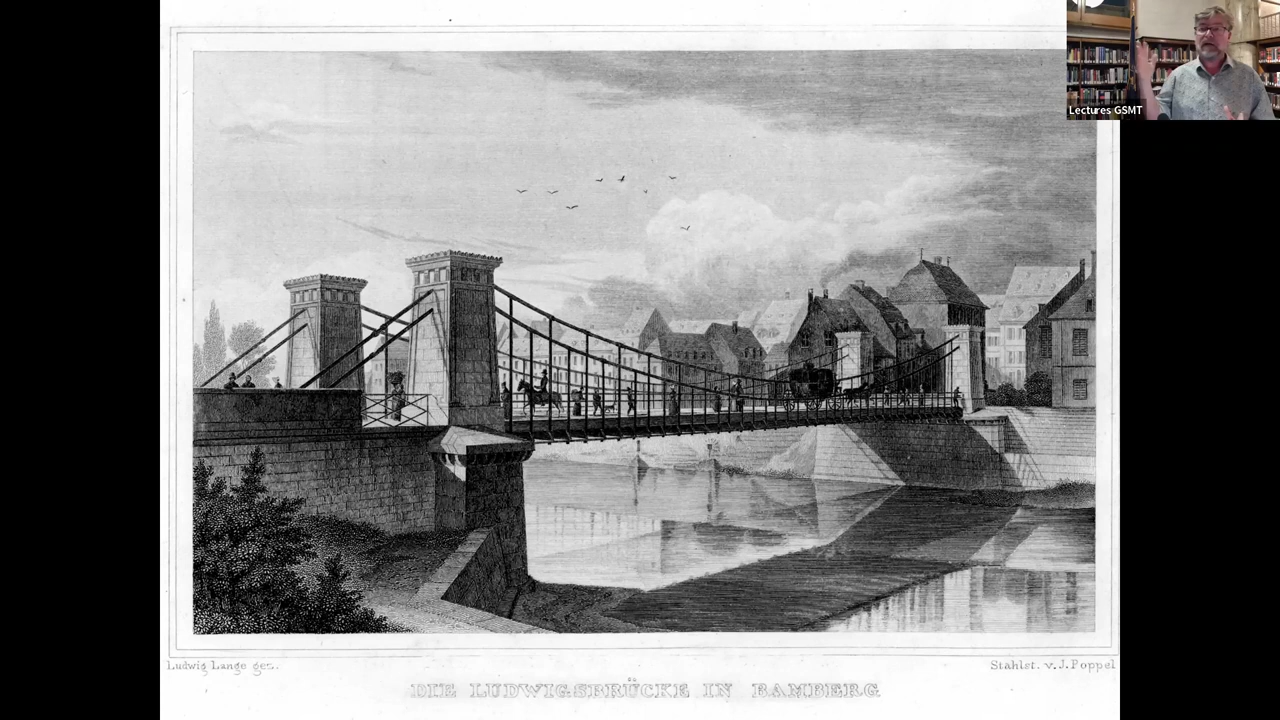 Lectures GSMT
Ludwig Lange gez.
Stahlst. v. J. Poppel
DIE LUDWIGSBRÜCKE IN BAMBERG